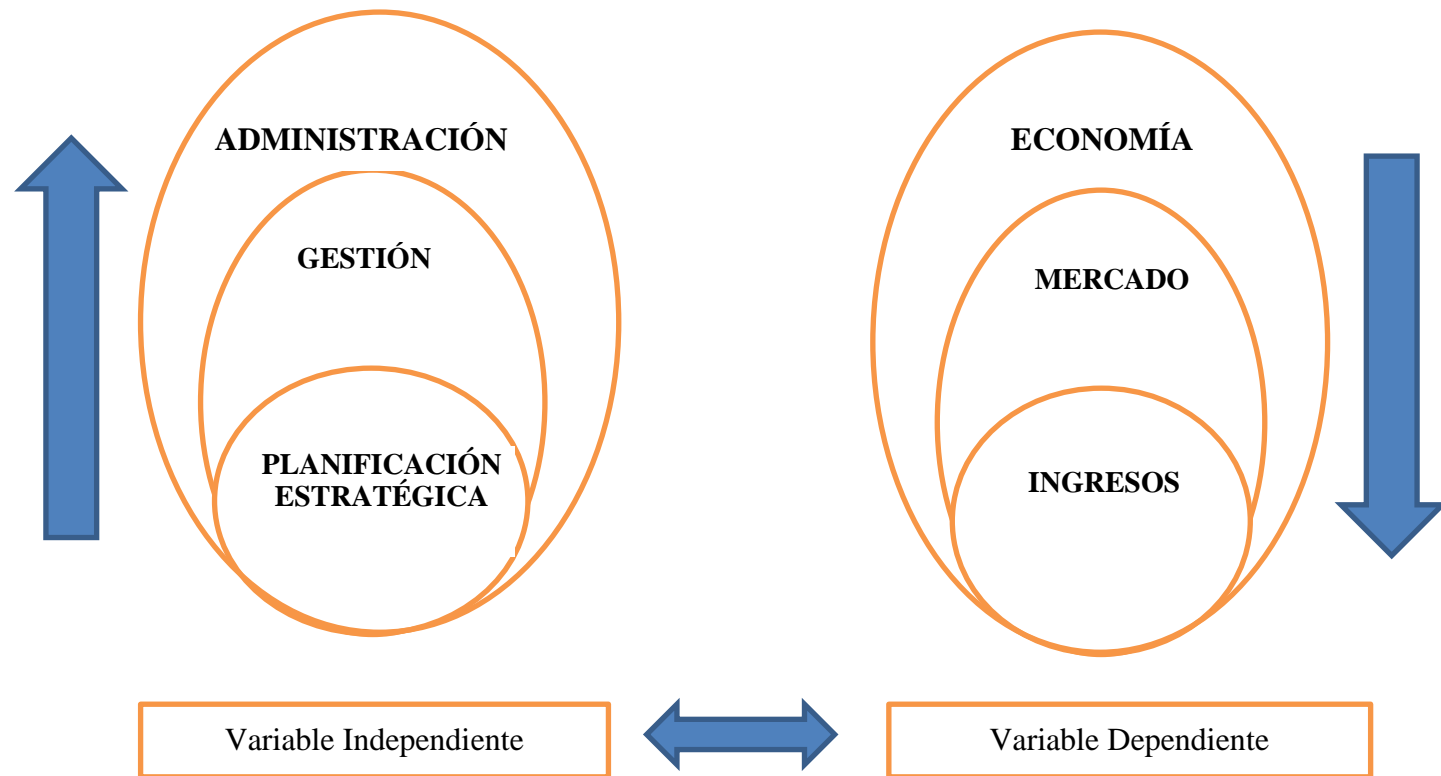 ADMINISTRACIÓN
GESTIÓN
PLANIFICACIÓN
ESTRATÉGICA
Variable Independiente
ECONOMÍA
MERCADO
INGRESOS
Variable Dependiente